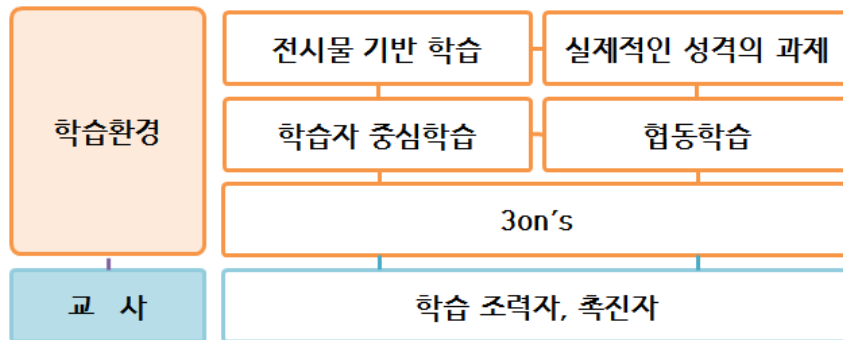 전시물 기반 학습
실제적인 성격의 과제
학습환경
학습자 중심학습
협동학습
3on's
교 사
학습 조력자, 촉진자